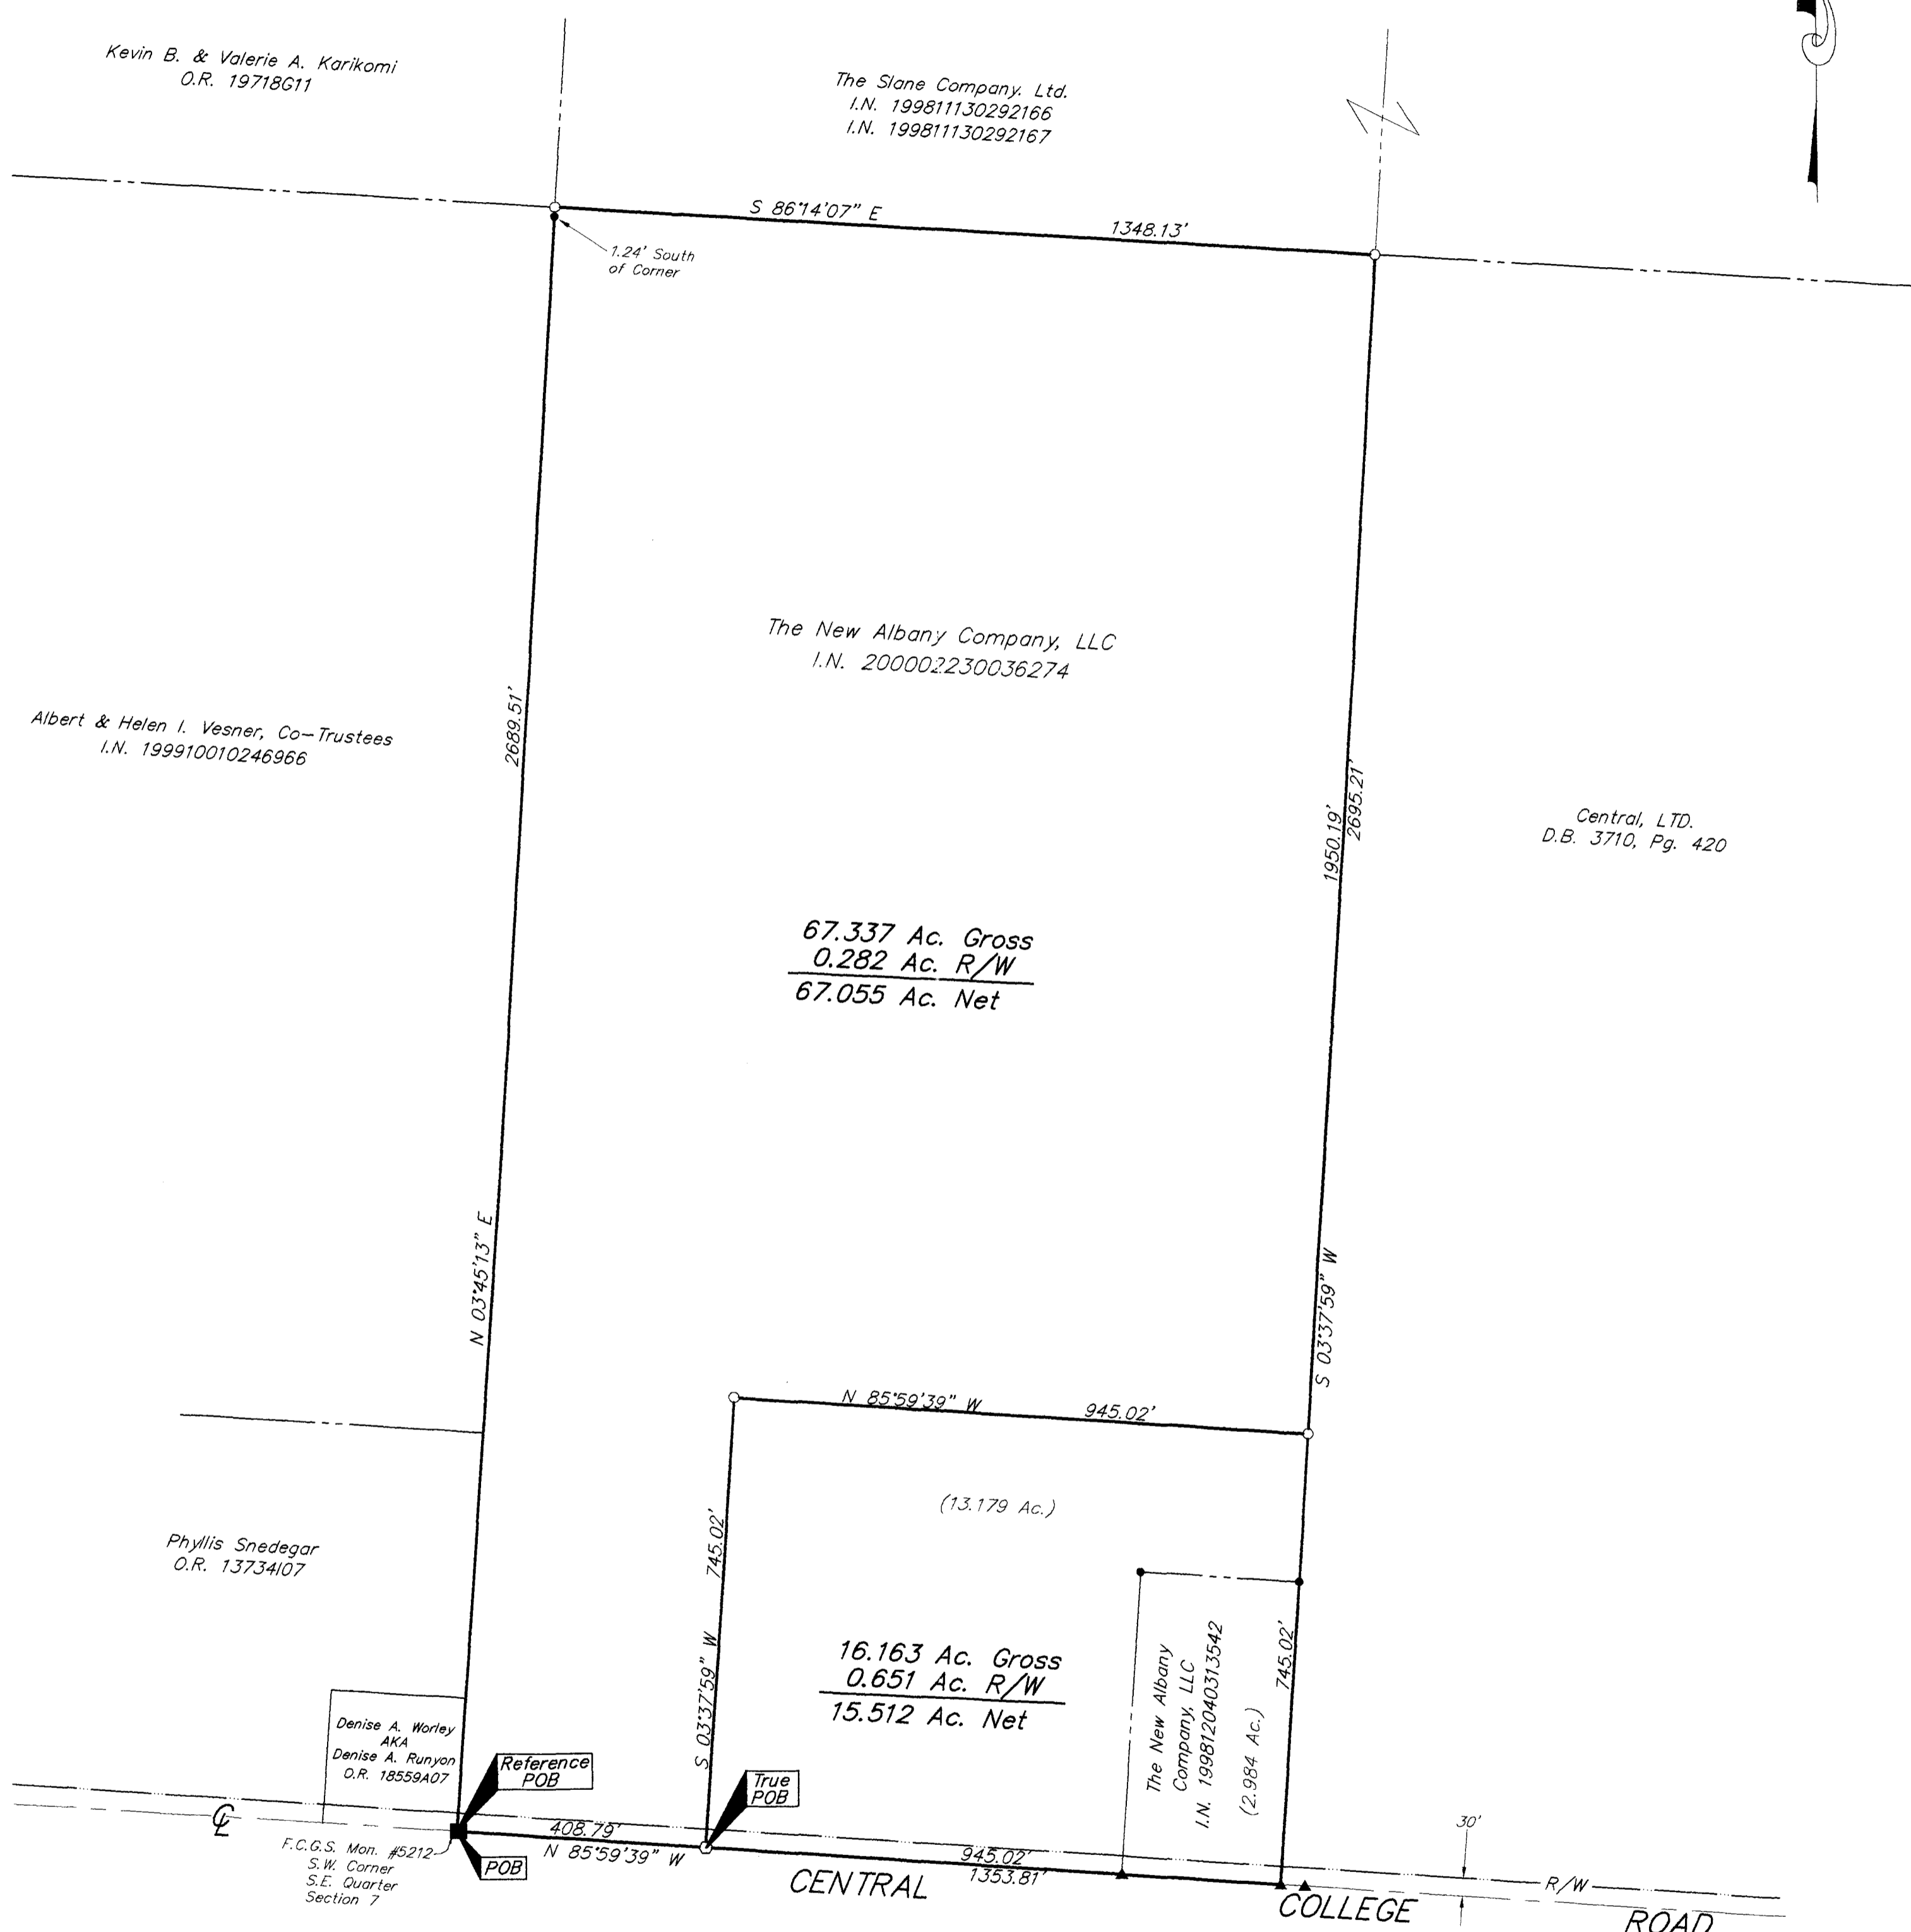 Kevin B. & Valerie A. Karikomi
O.R. 19718G11
The Slane Company. Ltd.
I.N. 199811130292166
I.N. 199811130292167
S 86°14'07" E
1348.13'
1.24' South
of Corner
The New Albany Company, LLC
I.N. 200002230036274
2689.51'
Albert & Helen I. Vesner, Co-Trustees
I.N. 199910010246966
1950.19'
2695.21'
Central, LTD.
D.B. 3710, Pg. 420
67.337 Ac. Gross
0.282 Ac. R/W
67.055 Ac. Net
N 03°45'13" E
S 03°37'59" W
N 85°59'39" W
945.02'
(13.179 Ac.)
745.02'
Phyllis Snedegar
O.R. 13734I07
S 03°37'59" W
16.163 Ac. Gross
0.651 Ac. R/W
15.512 Ac. Net
The New Albany
Company, LLC
I.N. 199812040313542
(2.984 Ac.)
745.02'
Denise A. Worley
AKA
Denise A. Runyon
O.R. 18559A07
Reference
POB
True
POB
30'
℄
408.79'
N 85°59'39" W
945.02'
1353.81'
F.C.G.S. Mon. #5212
S.W. Corner
S.E. Quarter
Section 7
POB
R/W
CENTRAL
COLLEGE
ROAD